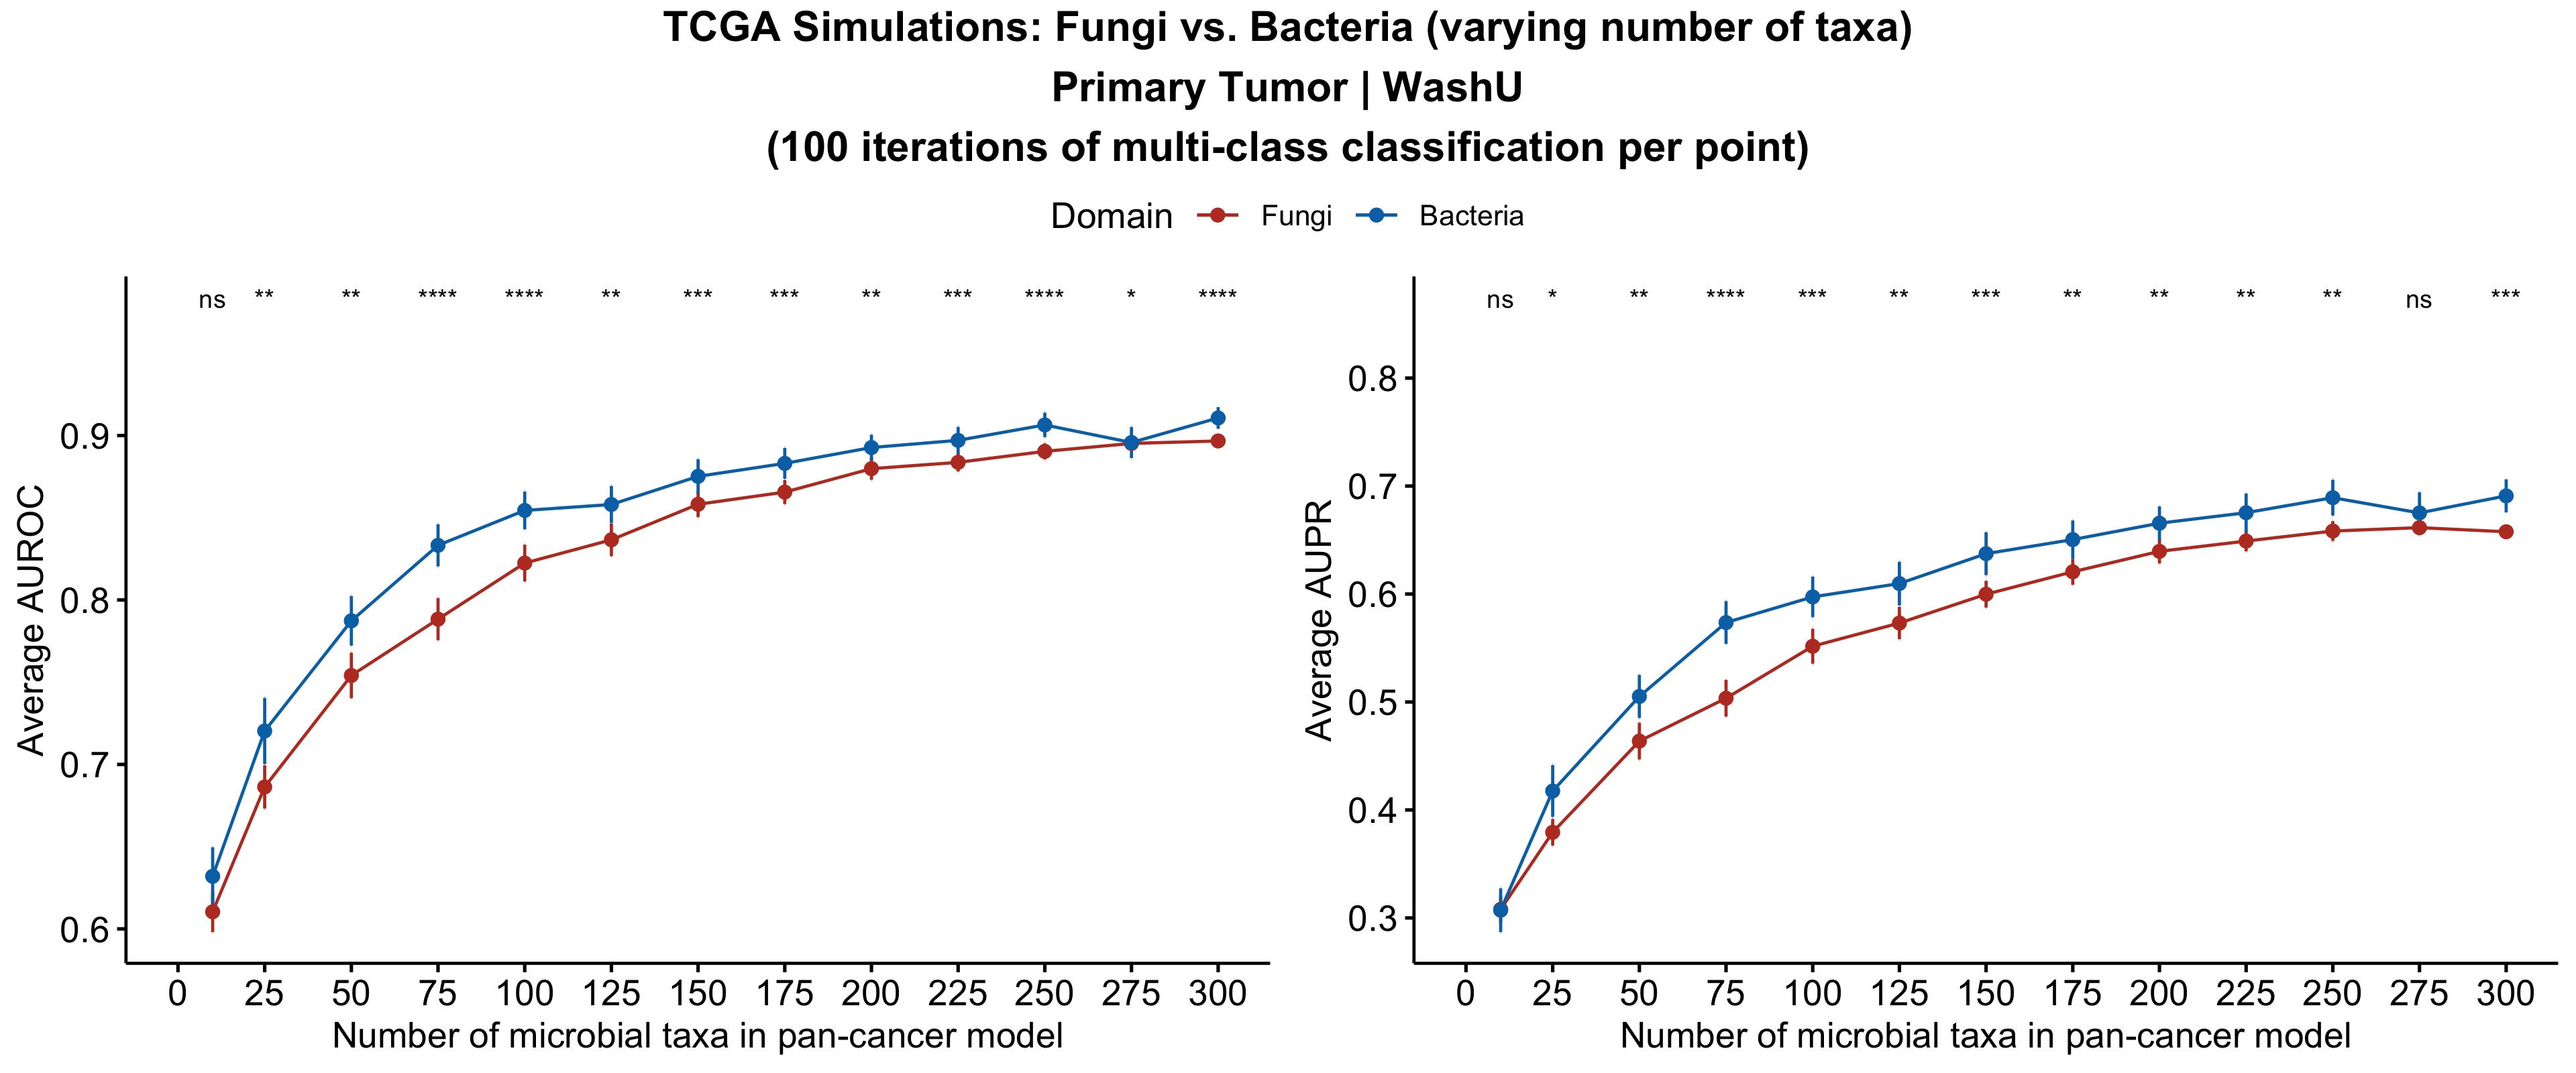 TCGA Simulations: Fungi vs. Bacteria (varying number of taxa)
Primary Tumor | WashU
(100 iterations of multi-class classification per point)
Domain Fungi Bacteria
ns ** ** **** **** ** *** *** ** *** **** * ****
0.9
0.8
0.7
0.6
Average AUROC
0 25 50 75 100 125 150 175 200 225 250 275 300
Number of microbial taxa in pan-cancer model
ns * ** **** *** ** *** ** ** ** ** ns ***
0.8
0.7
0.6
0.5
0.4
0.3
Average AUPR
0 25 50 75 100 125 150 175 200 225 250 275 300
Number of microbial taxa in pan-cancer model